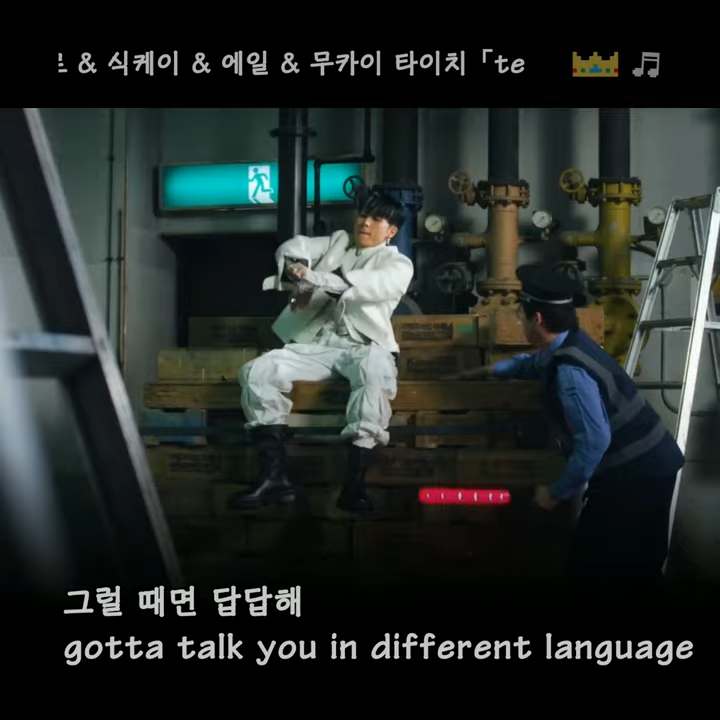 & 식케이 & 에일 & 무카이 타이치 「te
그럴 때면 답답해
gotta talk you in different language